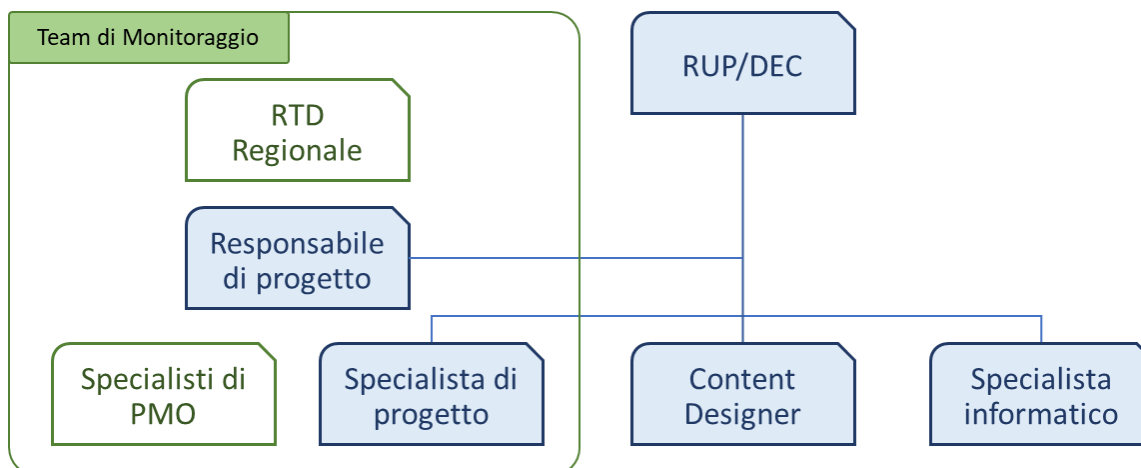 Team di Monitoraggio
RUP/DEC
RTD
Regionale
Responsabile
di progetto
Specialisti di
PMO
Specialista di
progetto
Content
Designer
Specialista
informatico